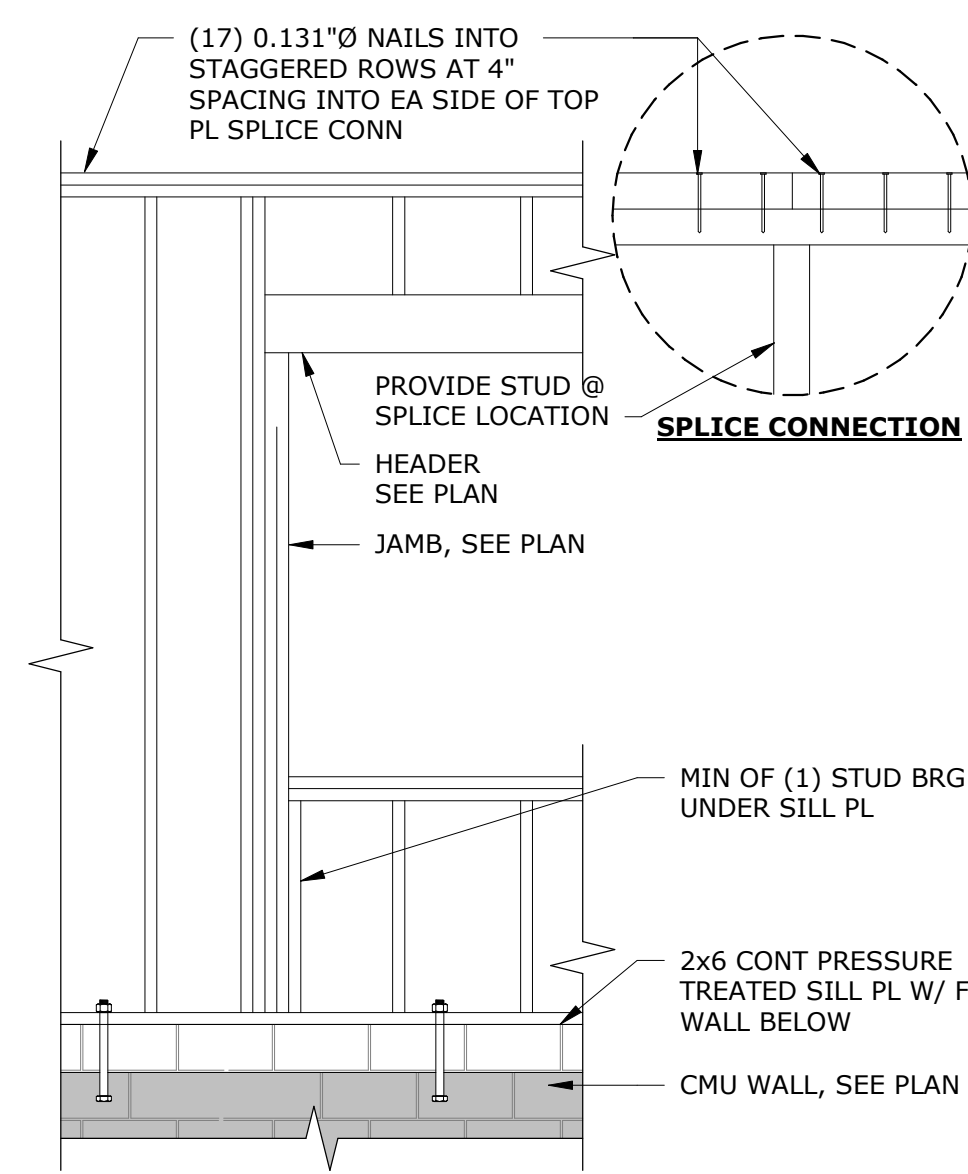 (17) 0.131"Ø NAILS INTO
STAGGERED ROWS AT 4"
SPACING INTO EA SIDE OF TOP
PL SPLICE CONN
PROVIDE STUD @
SPLICE LOCATION
SPLICE CONNECTION
HEADER
SEE PLAN
JAMB, SEE PLAN
MIN OF (1) STUD BRG
UNDER SILL PL
2x6 CONT PRESSURE
TREATED SILL PL W/
WALL BELOW
CMU WALL, SEE PLAN